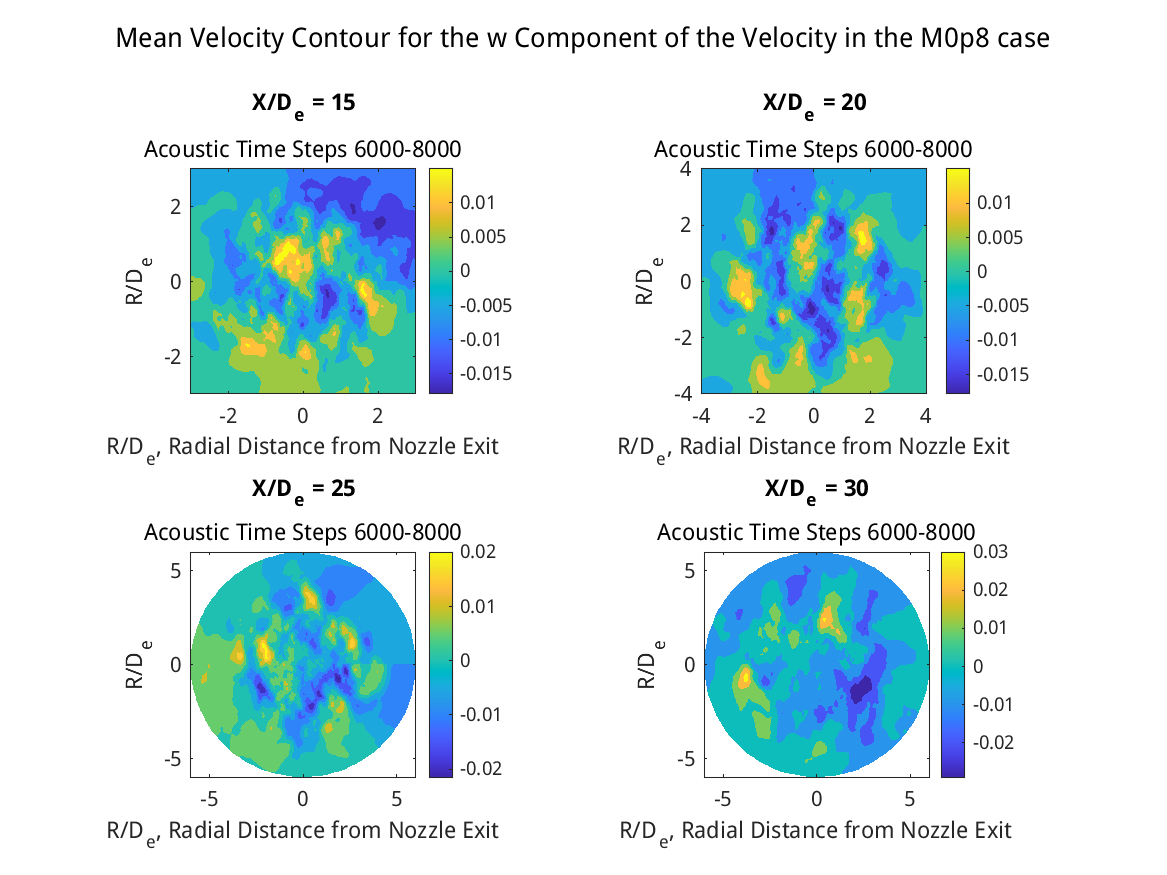 Mean Velocity Contour for the w Component of the Velocity in the M0p8 case
X/De = 15
Acoustic Time Steps 6000-8000
2
0
-2
-2 0 2
R/De
R/De, Radial Distance from Nozzle Exit
0.01
0.005
0
-0.005
-0.01
-0.015
X/De = 20
Acoustic Time Steps 6000-8000
4
2
0
-2
-4
-4 -2 0 2 4
R/De
R/De, Radial Distance from Nozzle Exit
0.01
0.005
0
-0.005
-0.01
-0.015
X/De = 25
Acoustic Time Steps 6000-8000
5
0
-5
-5 0 5
R/De
R/De, Radial Distance from Nozzle Exit
0.02
0.01
0
-0.01
-0.02
X/De = 30
Acoustic Time Steps 6000-8000
5
0
-5
-5 0 5
R/De
R/De, Radial Distance from Nozzle Exit
0.03
0.02
0.01
0
-0.01
-0.02